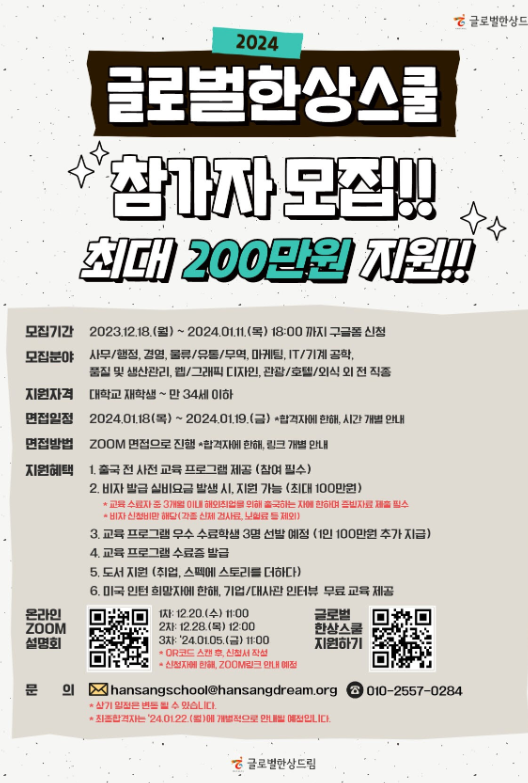 글로벌한상드
2024
글로벌한상스쿨
참가자 모집!!
최대 200만원 지원!!
모집기간 2023.12.18.(월) ~ 2024.01.11.(목) 18:00 까지 구글폼 신청
모집분야 사무/행정, 경영, 물류/유통/무역, 마케팅, IT/기계 공학,
품질 및 생산관리, 웹/그래픽 디자인, 관광/호텔/외식 외 전 직종
지원자격 대학교 재학생 ~ 만 34세 이하
면접일정 2024.01.18(목) ~ 2024.01.19.(금) *합격자에 한해, 시간 개별 안내
면접방법 ZOOM 면접으로 진행 *합격자에 한해, 링크 개별 안내
지원혜택 1. 출국 전 사전 교육 프로그램 제공 (참여 필수)
2. 비자 발급 실비요금 발생 시, 지원 가능 (최대 100만원)
* 교육 수료자 중 3개월 이내 해외취업을 위해 출국하는 자에 한하며 증빙자료 제출 필수
* 비자 신청비만 해당(각종 신체 검사료, 보험료 등 제외)
3. 교육 프로그램 우수 수료학생 3명 선발 예정 (1인 100만원 추가 지급)
4. 교육 프로그램 수료증 발급
5. 도서 지원 (취업, 스펙에 스토리를 더하다)
6. 미국 인턴 희망자에 한해, 기업/대사관 인터뷰 무료 교육 제공
온라인
ZOOM
설명회
1차: 12.20.(수) 11:00
2차: 12.28.(목) 12:00
3차: '24.01.05.(금) 11:00
* QR코드 스캔 후, 신청서 작성
* 신청자에 한해, ZOOM링크 안내 예정
글로벌
한상스쿨
지원하기
문 의 hansangschool@hansangdream.org 010-2557-0284
* 상기 일정은 변동 될 수 있습니다.
* 최종합격자는 '24.01.22.(월)에 개별적으로 안내될 예정입니다.
글로벌한상드림